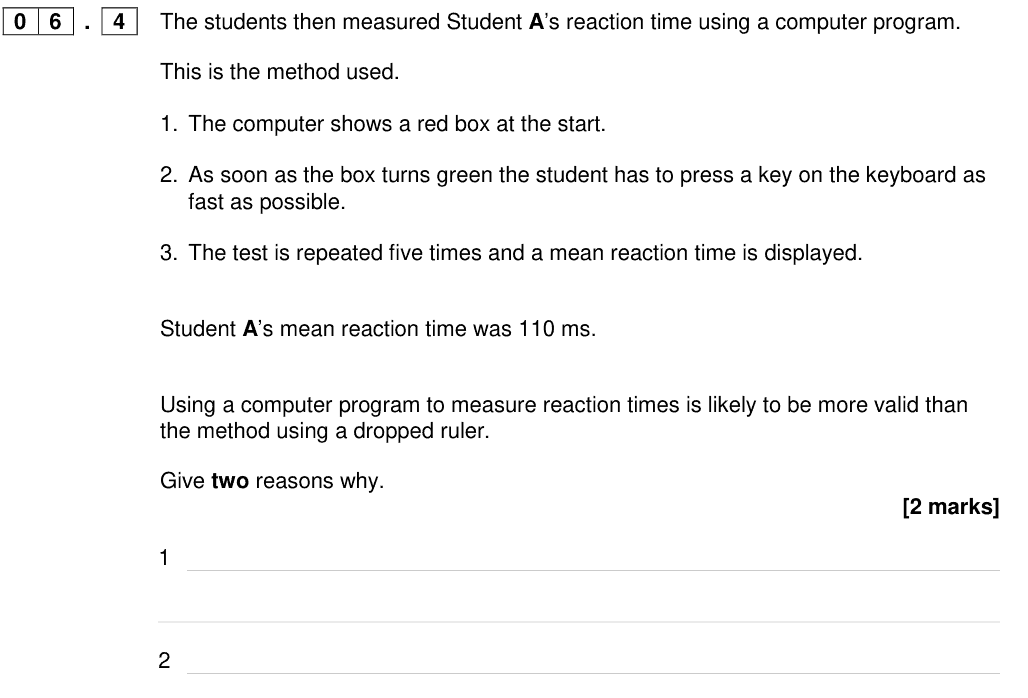 0 6 . 4 The students then measured Student A's reaction time using a computer program.
This is the method used.
1. The computer shows a red box at the start.
2. As soon as the box turns green the student has to press a key on the keyboard as
fast as possible.
3. The test is repeated five times and a mean reaction time is displayed.
Student A's mean reaction time was 110 ms.
Using a computer program to measure reaction times is likely to be more valid than
the method using a dropped ruler.
Give two reasons why.
[2 marks]
1
2